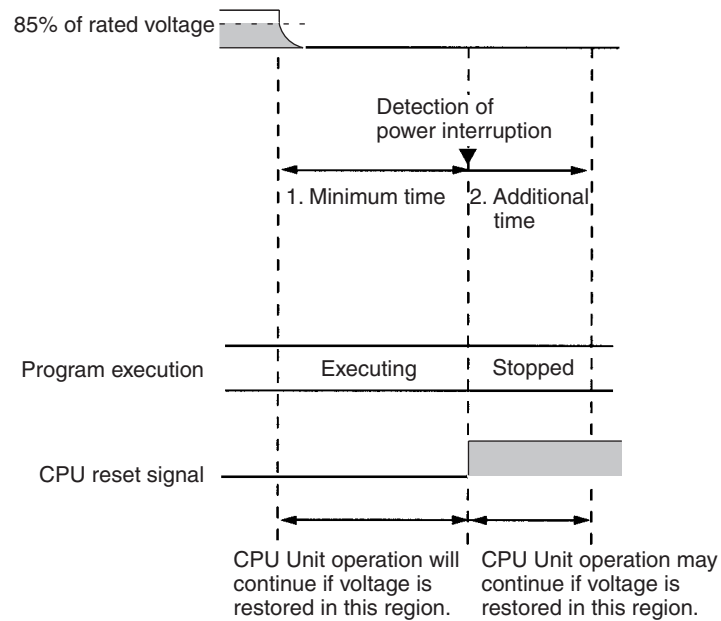 85% of rated voltage
Detection of
power interruption
1. Minimum time
2. Additional
time
Program execution
Executing
Stopped
CPU reset signal
CPU Unit operation will
continue if voltage is
restored in this region.
CPU Unit operation may
continue if voltage is
restored in this region.